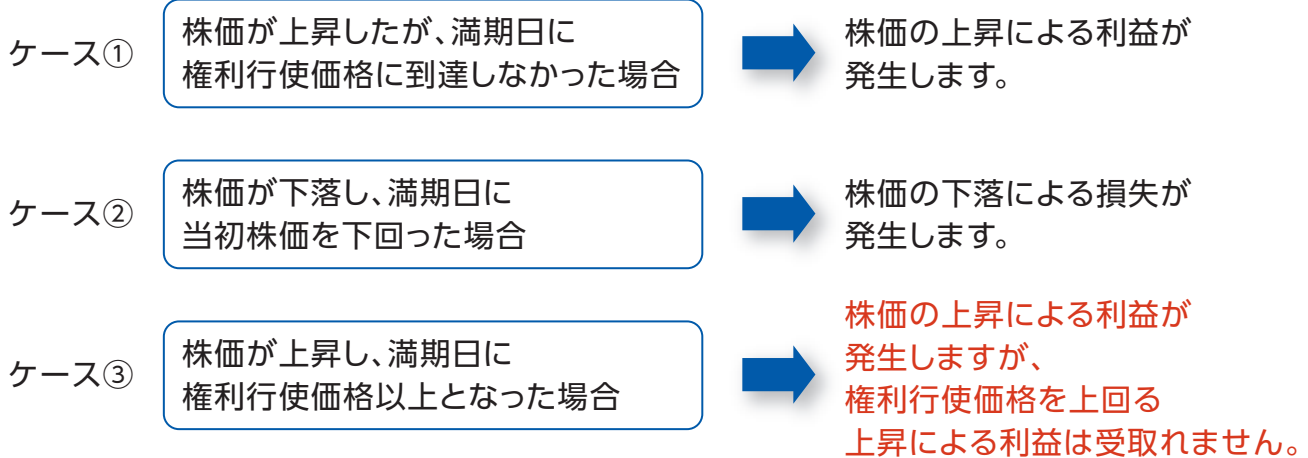 ケース①
株価が上昇したが、満期日に
権利行使価格に到達しなかった場合
株価の上昇による利益が
発生します。
ケース②
株価が下落し、満期日に
当初株価を下回った場合
株価の下落による損失が
発生します。
ケース③
株価が上昇し、満期日に
権利行使価格以上となった場合
株価の上昇による利益が
発生しますが、
権利行使価格を上回る
上昇による利益は受取れません。